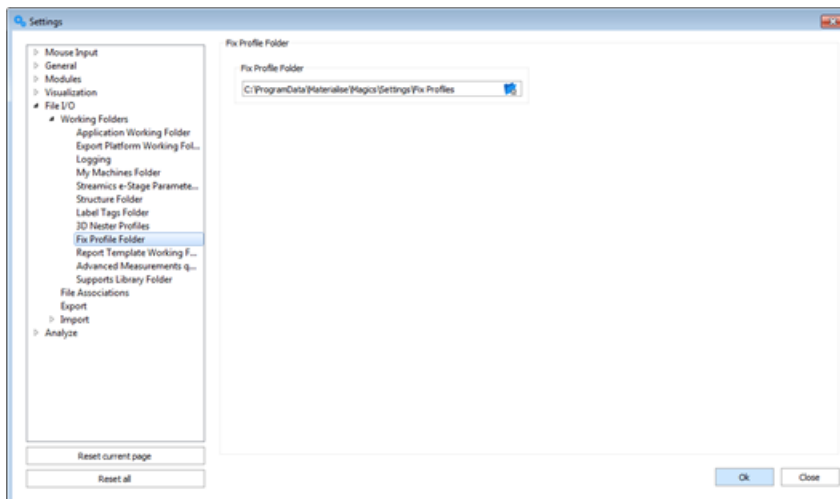 Settings
Mouse Input
General
Modules
Visualization
File I/O
Working Folders
Application Working Folder
Export Platform Working Fol...
Logging
My Machines Folder
Streamics e-Stage Paramete...
Structure Folder
Label Tags Folder
3D Nester Profiles
Fix Profile Folder
Report Template Working F...
Advanced Measurements q...
Supports Library Folder
File Associations
Export
Import
Analyze
Reset current page
Reset all
Fix Profile Folder
Fix Profile Folder
C:\ProgramData\Materialise\Magics\Settings\Fix Profiles
Ok
Close